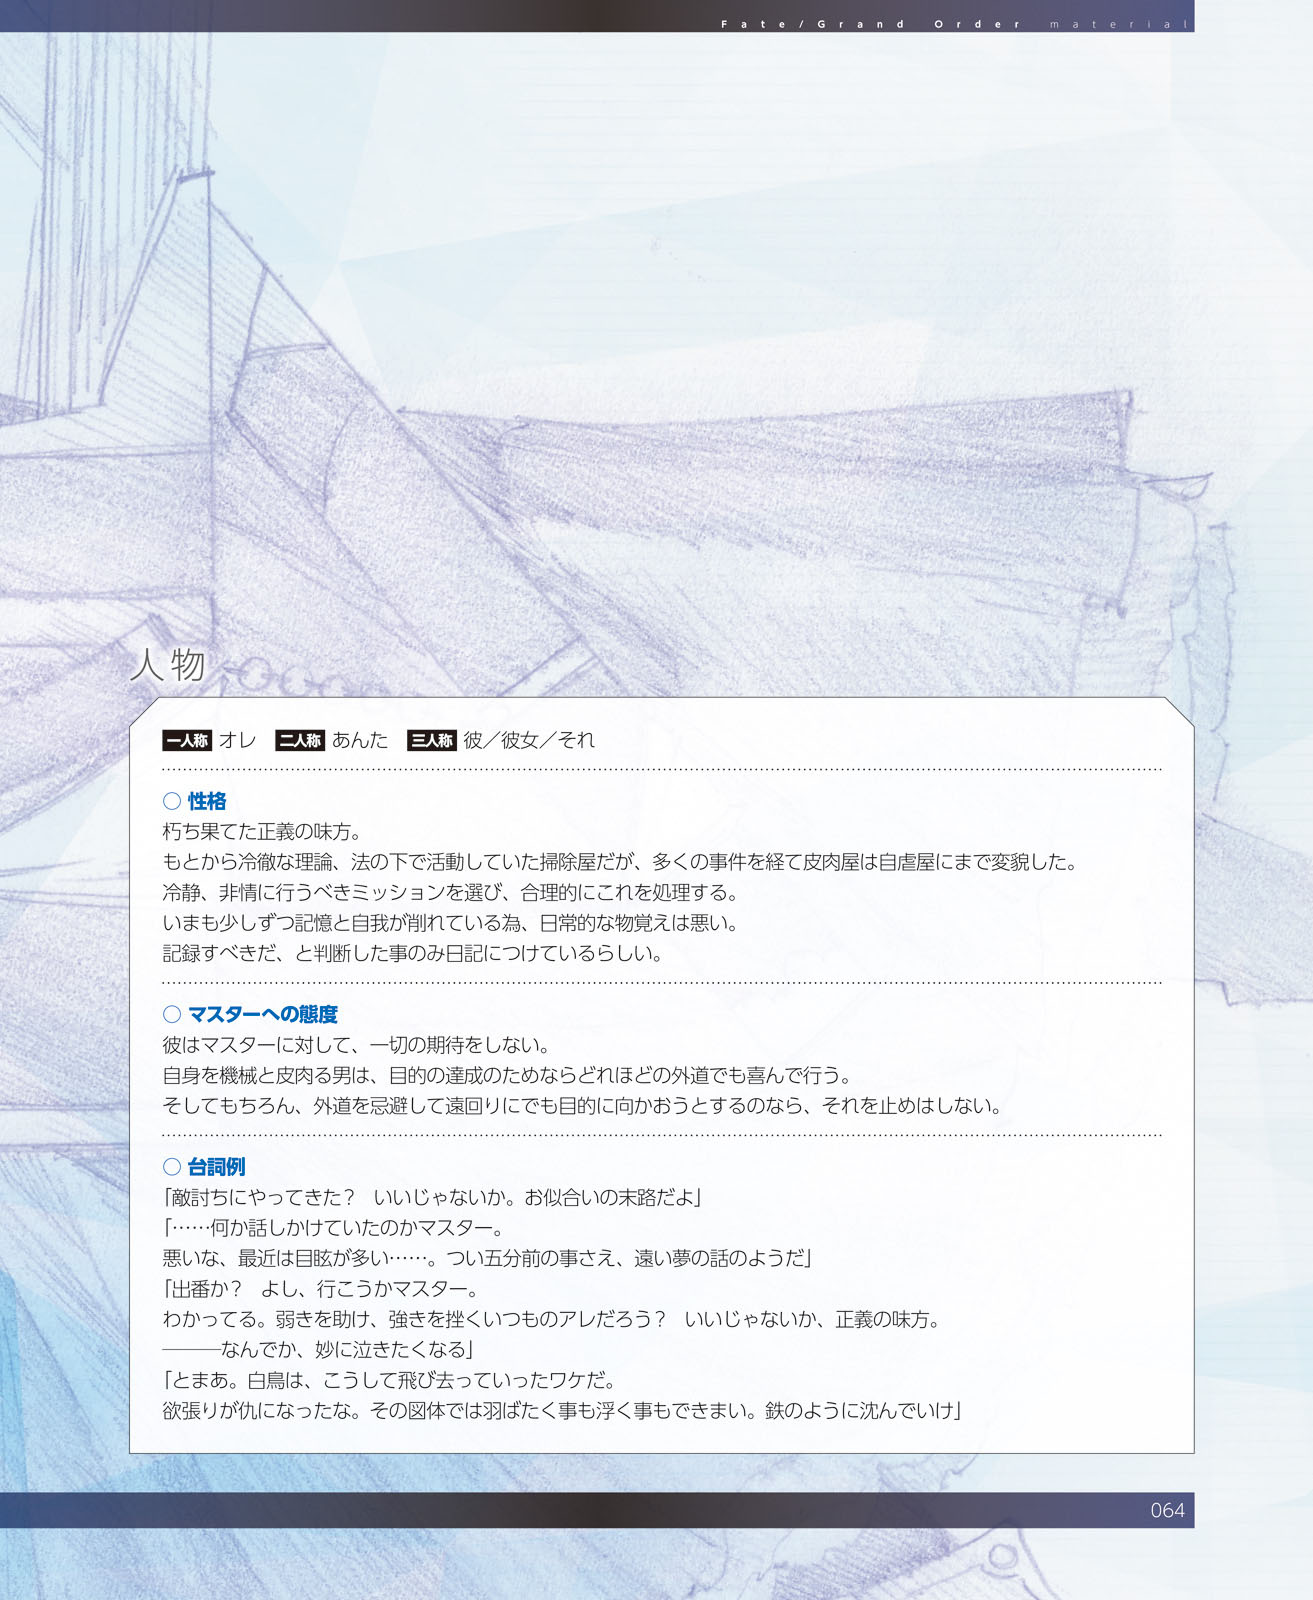 Fate/Grand Order material
人物
一人称 オレ 二人称 あんた 三人称 彼／彼女／それ
○ 性格
朽ち果てた正義の味方。
もとから冷徹な理論、法の下で活動していた掃除屋だが、多くの事件を経て皮肉屋は自虐屋にまで変貌した。
冷静、非情に行うべきミッションを選び、合理的にこれを処理する。
いまも少しずつ記憶と自我が削れている為、日常的な物覚えは悪い。
記録すべきだ、と判断した事のみ日記につけているらしい。
○ マスターへの態度
彼はマスターに対して、一切の期待をしない。
自身を機械と皮肉る男は、目的の達成のためならどれほどの外道でも喜んで行う。
そしてもちろん、外道を忌避して遠回りにでも目的に向かおうとするのなら、それを止めはしない。
○ 台詞例
「敵討ちにやってきた？　いいじゃないか。お似合いの末路だよ」
「……何か話しかけていたのかマスター。
悪いな、最近は目眩が多い……。つい五分前の事さえ、遠い夢の話のようだ」
「出番か？　よし、行こうかマスター。
わかってる。弱きを助け、強きを挫くいつものアレだろう？　いいじゃないか、正義の味方。
―――なんでか、妙に泣きたくなる」
「とまあ。白鳥は、こうして飛び去っていったワケだ。
欲張りが仇になったな。その図体では羽ばたく事も浮く事もできまい。鉄のように沈んでいけ」
064